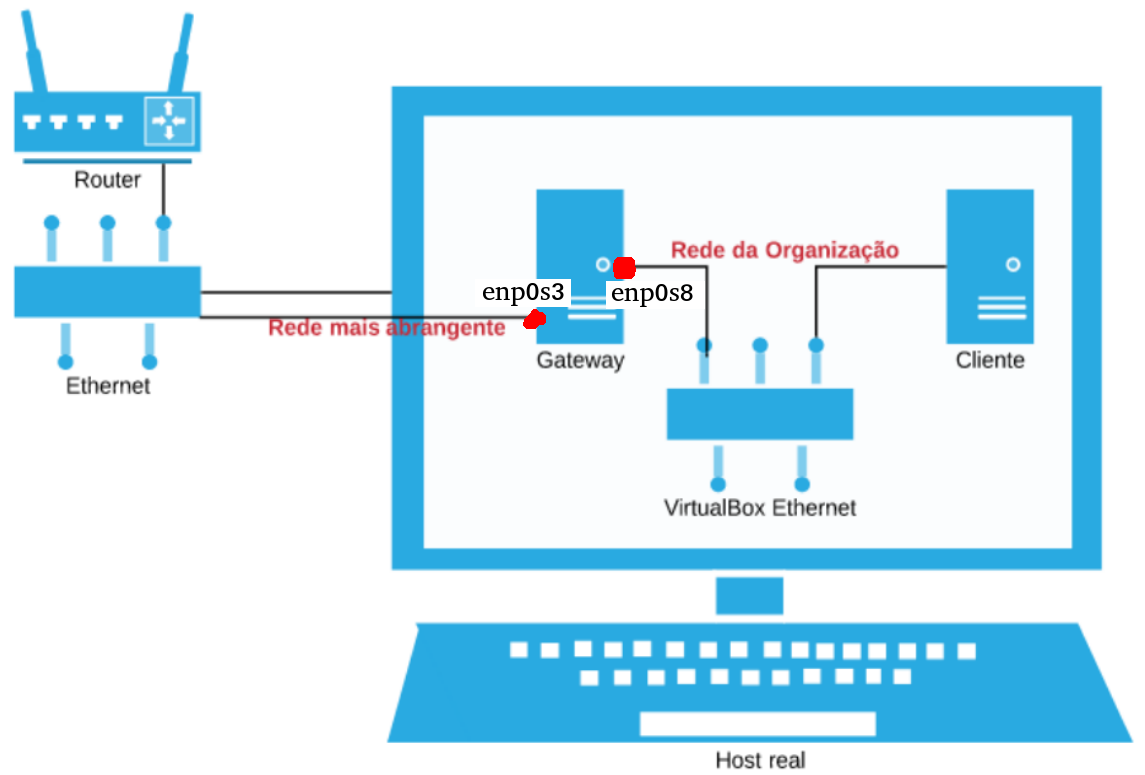 Router
Rede da Organização
enp0s3
enp0s8
Rede mais abrangente
Gateway
Cliente
Ethernet
VirtualBox Ethernet
Host real